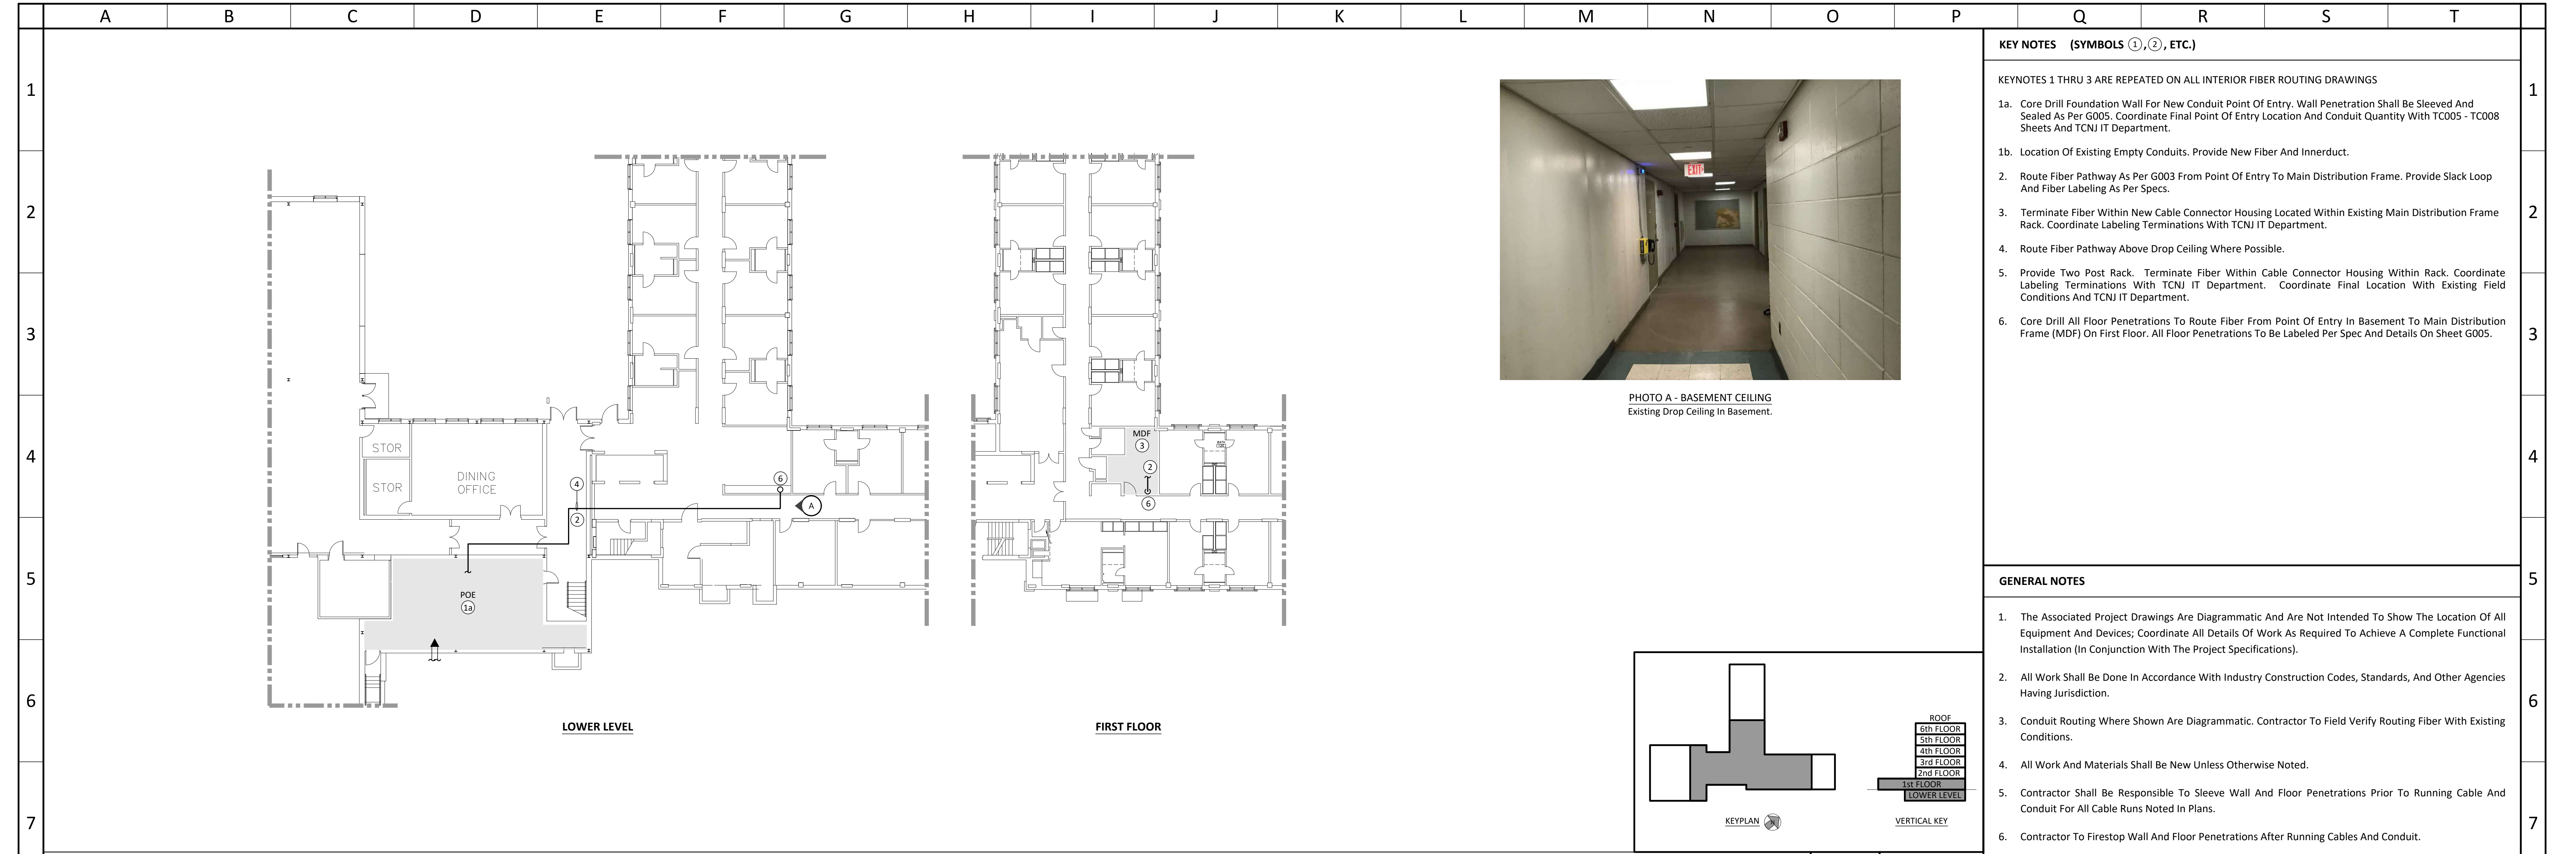 A B C D E F G H I J K L M N O P Q R S T
1
2
3
4
5
6
7
STOR
STOR
DINING
OFFICE
4
2
6
A
POE
1a
LOWER LEVEL
MDF
3
2
6
FIRST FLOOR
EXIT
PHOTO A - BASEMENT CEILING
Existing Drop Ceiling In Basement.
KEYPLAN
ROOF
6th FLOOR
5th FLOOR
4th FLOOR
3rd FLOOR
2nd FLOOR
1st FLOOR
LOWER LEVEL
VERTICAL KEY
KEY NOTES (SYMBOLS 1, 2, ETC.)
KEYNOTES 1 THRU 3 ARE REPEATED ON ALL INTERIOR FIBER ROUTING DRAWINGS
1a. Core Drill Foundation Wall For New Conduit Point Of Entry. Wall Penetration Shall Be Sleeved And
Sealed As Per G005. Coordinate Final Point Of Entry Location And Conduit Quantity With TC005 - TC008
Sheets And TCNJ IT Department.
1b. Location Of Existing Empty Conduits. Provide New Fiber And Innerduct.
2. Route Fiber Pathway As Per G003 From Point Of Entry To Main Distribution Frame. Provide Slack Loop
And Fiber Labeling As Per Specs.
3. Terminate Fiber Within New Cable Connector Housing Located Within Existing Main Distribution Frame
Rack. Coordinate Labeling Terminations With TCNJ IT Department.
4. Route Fiber Pathway Above Drop Ceiling Where Possible.
5. Provide Two Post Rack. Terminate Fiber Within Cable Connector Housing Within Rack. Coordinate
Labeling Terminations With TCNJ IT Department. Coordinate Final Location With Existing Field
Conditions And TCNJ IT Department.
6. Core Drill All Floor Penetrations To Route Fiber From Point Of Entry In Basement To Main Distribution
Frame (MDF) On First Floor. All Floor Penetrations To Be Labeled Per Spec And Details On Sheet G005.
GENERAL NOTES
1. The Associated Project Drawings Are Diagrammatic And Are Not Intended To Show The Location Of All
Equipment And Devices; Coordinate All Details Of Work As Required To Achieve A Complete Functional
Installation (In Conjunction With The Project Specifications).
2. All Work Shall Be Done In Accordance With Industry Construction Codes, Standards, And Other Agencies
Having Jurisdiction.
3. Conduit Routing Where Shown Are Diagrammatic. Contractor To Field Verify Routing Fiber With Existing
Conditions.
4. All Work And Materials Shall Be New Unless Otherwise Noted.
5. Contractor Shall Be Responsible To Sleeve Wall And Floor Penetrations Prior To Running Cable And
Conduit For All Cable Runs Noted In Plans.
6. Contractor To Firestop Wall And Floor Penetrations After Running Cables And Conduit.
1
2
3
4
5
6
7